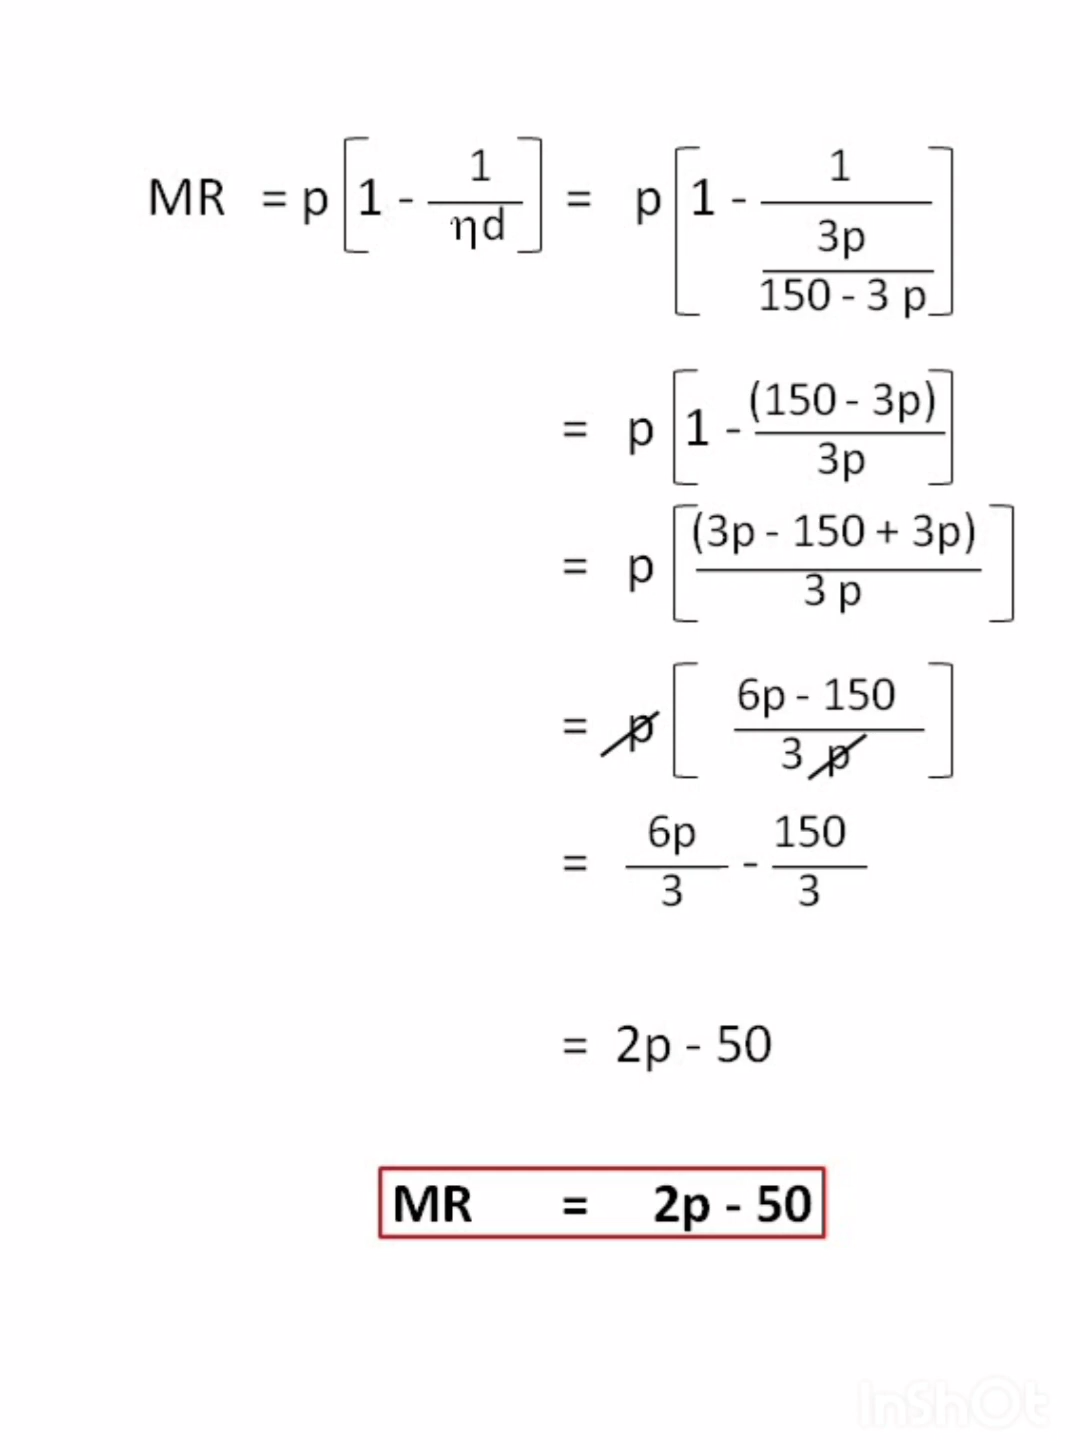 MR = p [1 - 1/ηd] = p [1 - 1/(3p/(150 - 3 p))]
= p [1 - (150 - 3p)/3p]
= p [(3p - 150 + 3p)/3 p]
= p [6p - 150/3 p]
= 6p/3 - 150/3
= 2p - 50
MR = 2p - 50
InShOt